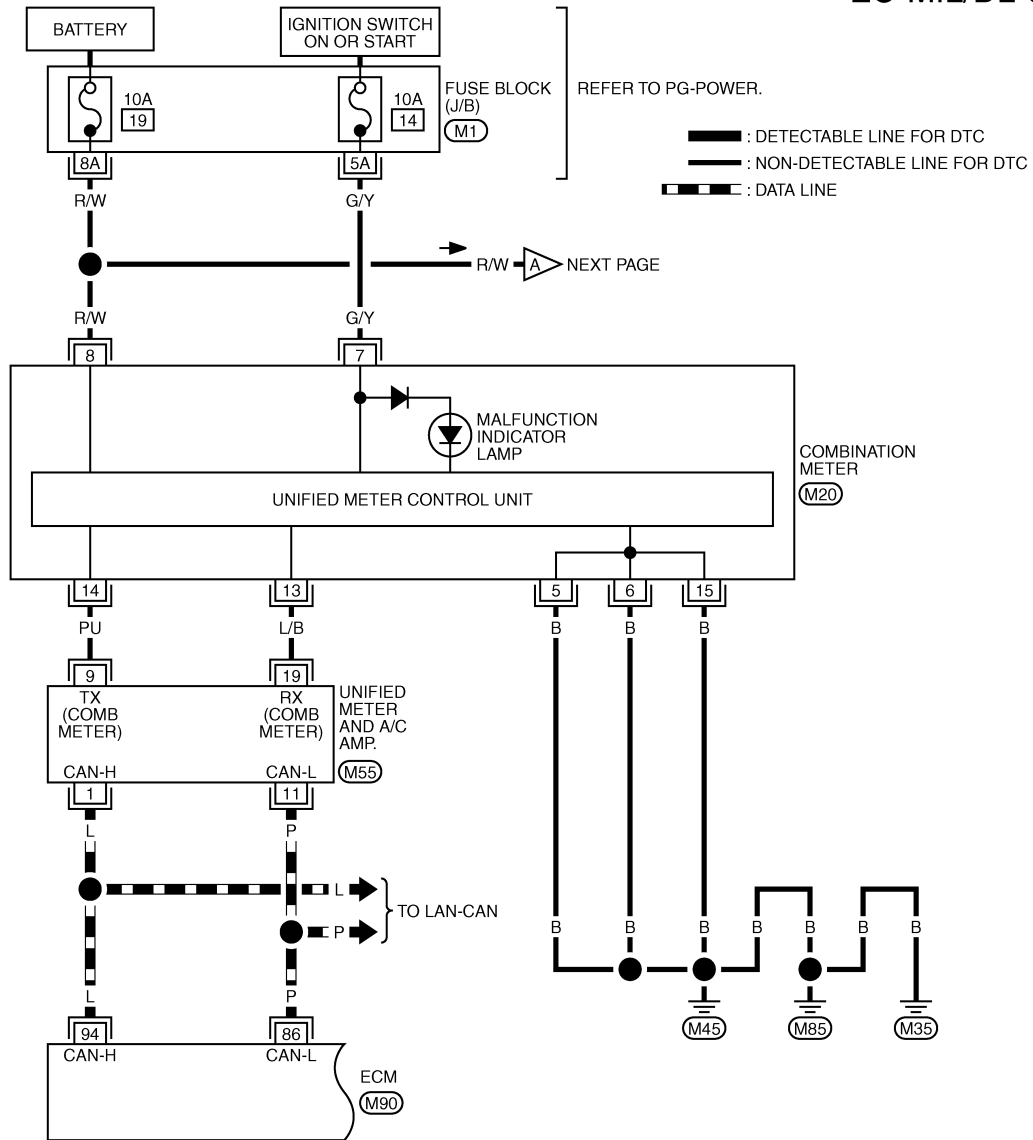 BATTERY
IGNITION SWITCH
ON OR START
10A
19
10A
14
FUSE BLOCK
(J/B)
M1
REFER TO PG-POWER.
: DETECTABLE LINE FOR DTC
: NON-DETECTABLE LINE FOR DTC
: DATA LINE
8A
5A
R/W
G/Y
R/W
A
NEXT PAGE
R/W
G/Y
8
7
MALFUNCTION
INDICATOR
LAMP
COMBINATION
METER
M20
UNIFIED METER CONTROL UNIT
14
13
5
6
15
PU
L/B
B
B
B
9
19
TX
(COMB
METER)
RX
(COMB
METER)
UNIFIED
METER
AND A/C
AMP.
M55
CAN-H
CAN-L
1
11
L
P
L
P
TO LAN-CAN
B
B
B
B
B
B
B
L
P
M45
M85
M35
94
86
CAN-H
CAN-L
ECM
M90